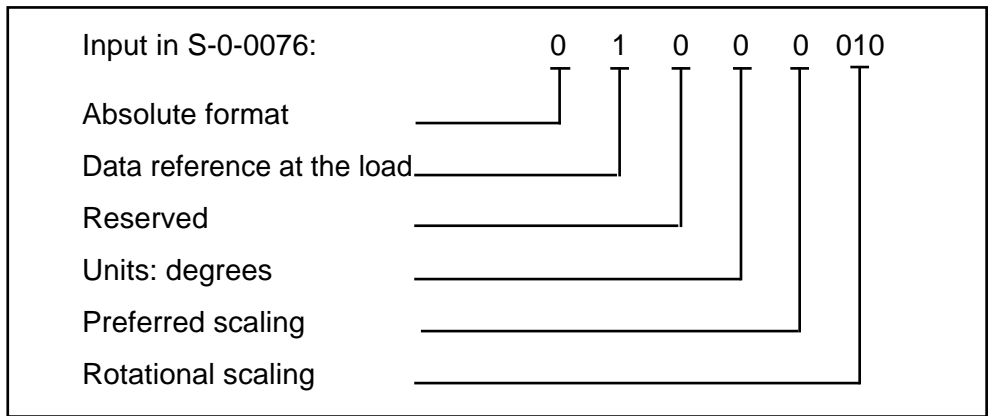 Input in S-0-0076: 0 1 0 0 0 010
Absolute format
Data reference at the load
Reserved
Units: degrees
Preferred scaling
Rotational scaling